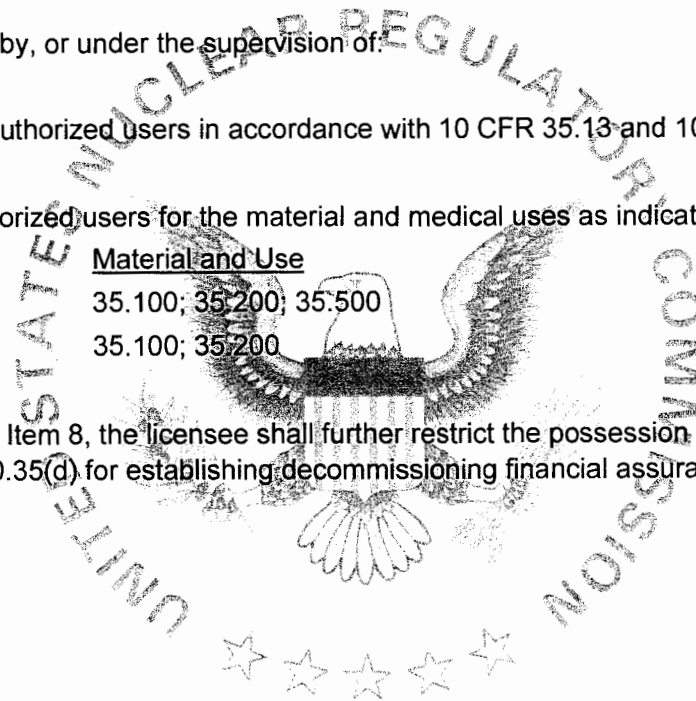 by, or under the supervision of:
uthorized users in accordance with 10 CFR 35.13 and 10
orized users for the material and medical uses as indicat
Material and Use
35.100; 35.200; 35.500
35.100; 35.200
Item 8, the licensee shall further restrict the possession
0.35(d) for establishing decommissioning financial assura
UNITED STATES NUCLEAR REGULATORY COMMISSION